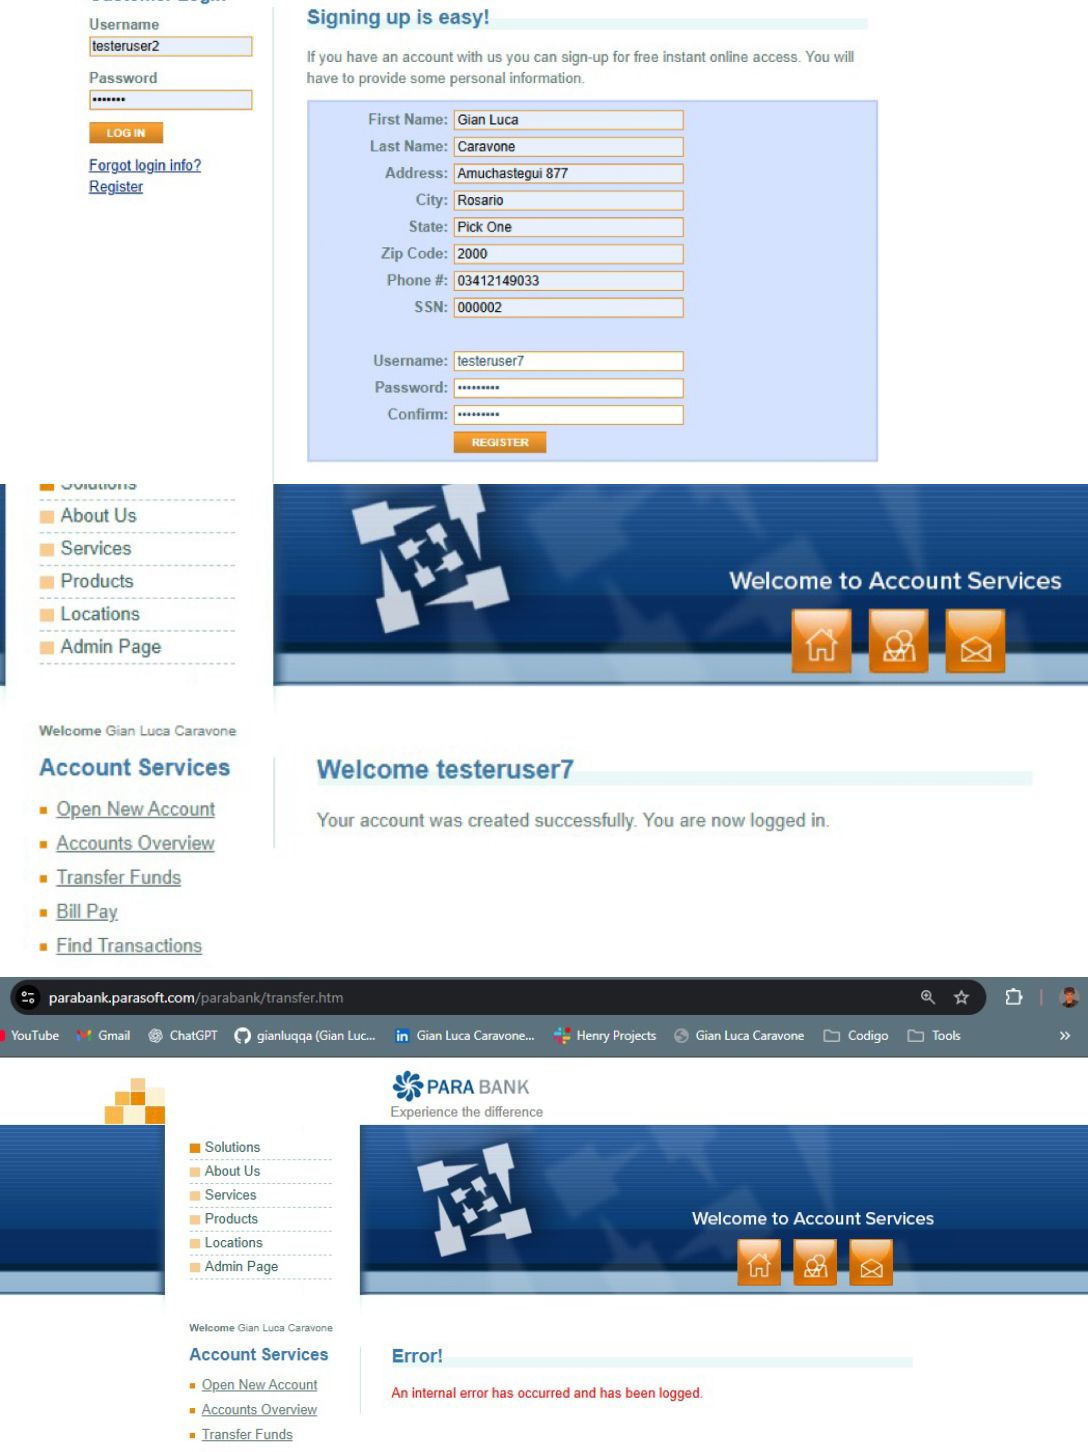 Customer Login
Username
testeruser2
Password
•••••••
LOG IN
Forgot login info?
Register
Signing up is easy!
If you have an account with us you can sign-up for free instant online access. You will
have to provide some personal information.
First Name: Gian Luca
Last Name: Caravone
Address: Amuchastegui 877
City: Rosario
State: Pick One
Zip Code: 2000
Phone #: 03412149033
SSN: 000002
Username: testeruser7
Password: •••••••••
Confirm: •••••••••
REGISTER
Solutions
About Us
Services
Products
Locations
Admin Page
Welcome to Account Services
Welcome Gian Luca Caravone
Account Services
Open New Account
Accounts Overview
Transfer Funds
Bill Pay
Find Transactions
Welcome testeruser7
Your account was created successfully. You are now logged in.
parabank.parasoft.com/parabank/transfer.htm
YouTube Gmail ChatGPT gianluqqa (Gian Luc... Gian Luca Caravone... Henry Projects Gian Luca Caravone Codigo Tools »
PARA BANK
Experience the difference
Solutions
About Us
Services
Products
Locations
Admin Page
Welcome to Account Services
Welcome Gian Luca Caravone
Account Services
Open New Account
Accounts Overview
Transfer Funds
Error!
An internal error has occurred and has been logged.